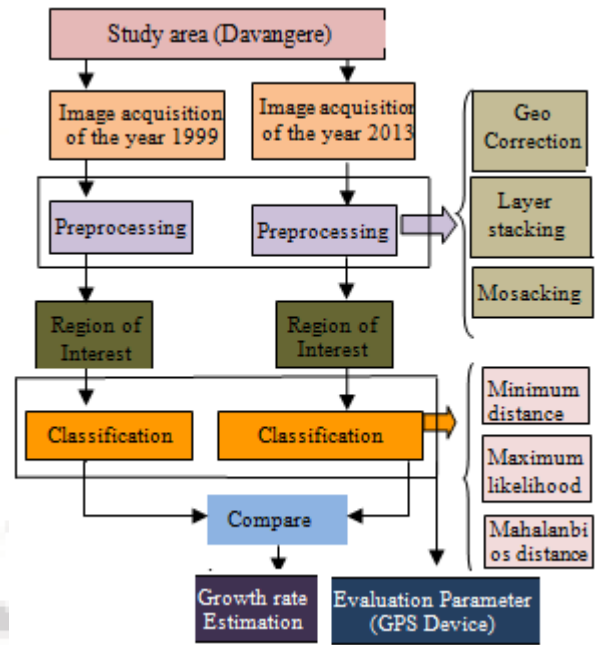 Study area (Davangere)
Image acquisition
of the year 1999
Image acquisition
of the year 2013
Geo
Correction
Layer
stacking
Mosacking
Preprocessing
Preprocessing
Region of
Interest
Region of
Interest
Classification
Classification
Minimum
distance
Maximum
likelihood
Mahalanbi
os distance
Compare
Growth rate
Estimation
Evaluation Parameter
(GPS Device)